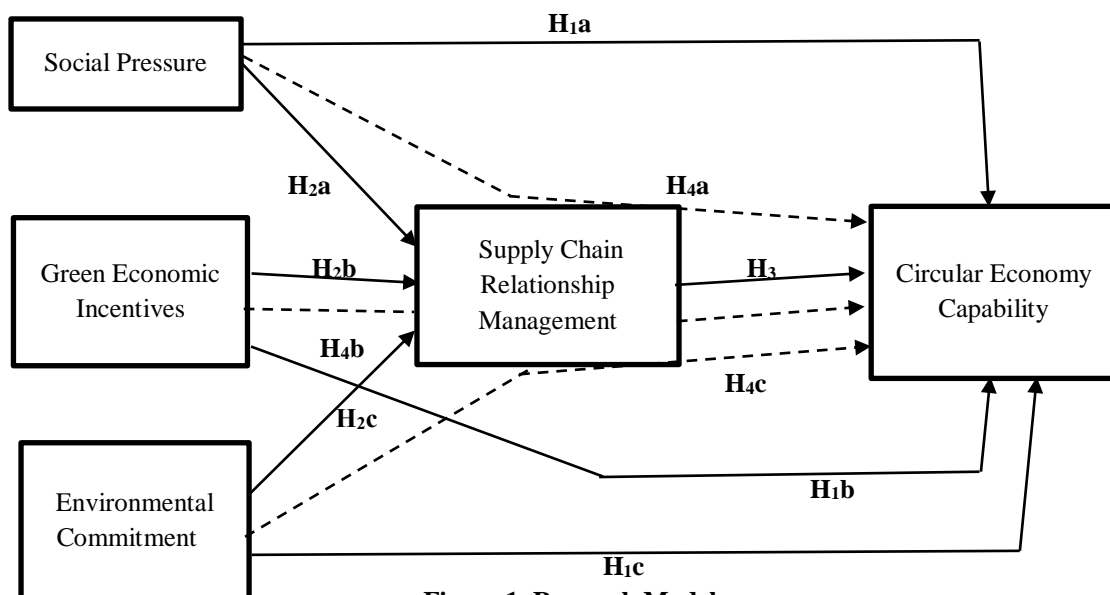 H₁a
Social Pressure
H₂a
H₄a
Supply Chain
Relationship
Management
Green Economic
Incentives
H₂b
H₃
Circular Economy
Capability
H₄b
H₄c
H₂c
Environmental
Commitment
H₁b
H₁c